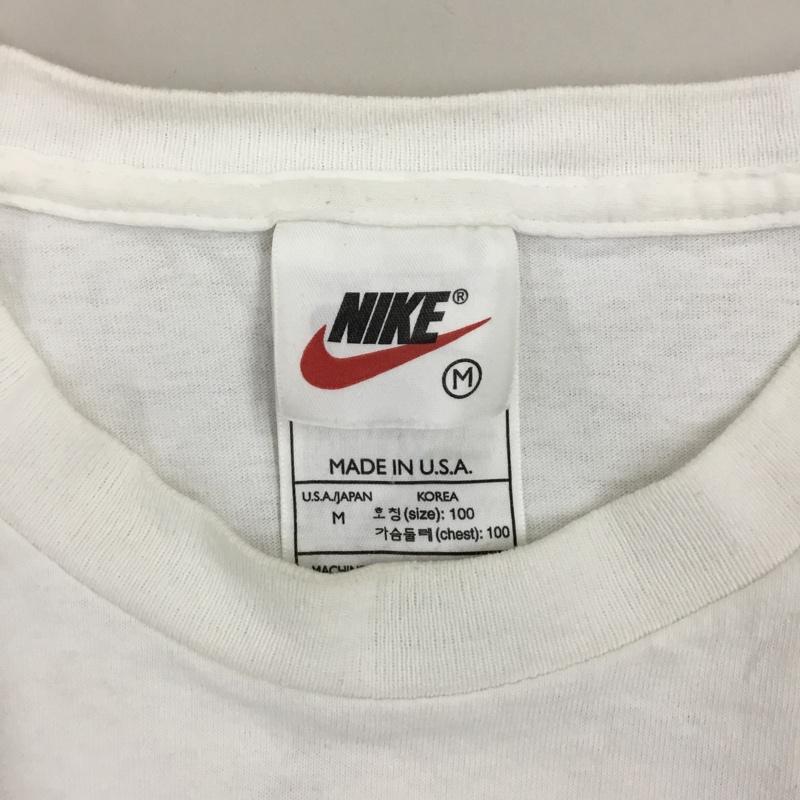 NIKE®
M
MADE IN U.S.A.
U.S.A./JAPAN KOREA
M 호칭(size): 100
가슴둘레(chest): 100